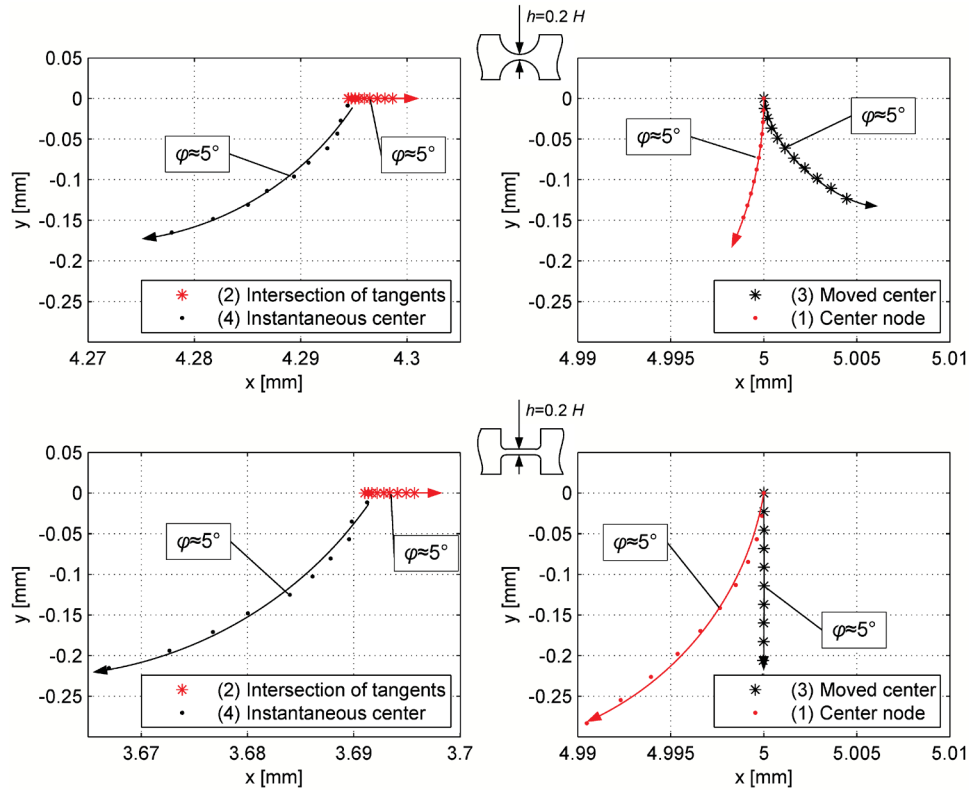 h=0.2 H
0.05
0
-0.05
-0.1
-0.15
-0.2
-0.25
y [mm]
φ≈5°
φ≈5°
(2) Intersection of tangents
(4) Instantaneous center
4.27
4.28
4.29
4.3
x [mm]
0.05
0
-0.05
-0.1
-0.15
-0.2
-0.25
y [mm]
φ≈5°
φ≈5°
(3) Moved center
(1) Center node
4.99
4.995
5
5.005
5.01
x [mm]
h=0.2 H
0.05
0
-0.05
-0.1
-0.15
-0.2
-0.25
y [mm]
φ≈5°
φ≈5°
(2) Intersection of tangents
(4) Instantaneous center
3.67
3.68
3.69
3.7
x [mm]
0.05
0
-0.05
-0.1
-0.15
-0.2
-0.25
y [mm]
φ≈5°
φ≈5°
(3) Moved center
(1) Center node
4.99
4.995
5
5.005
5.01
x [mm]